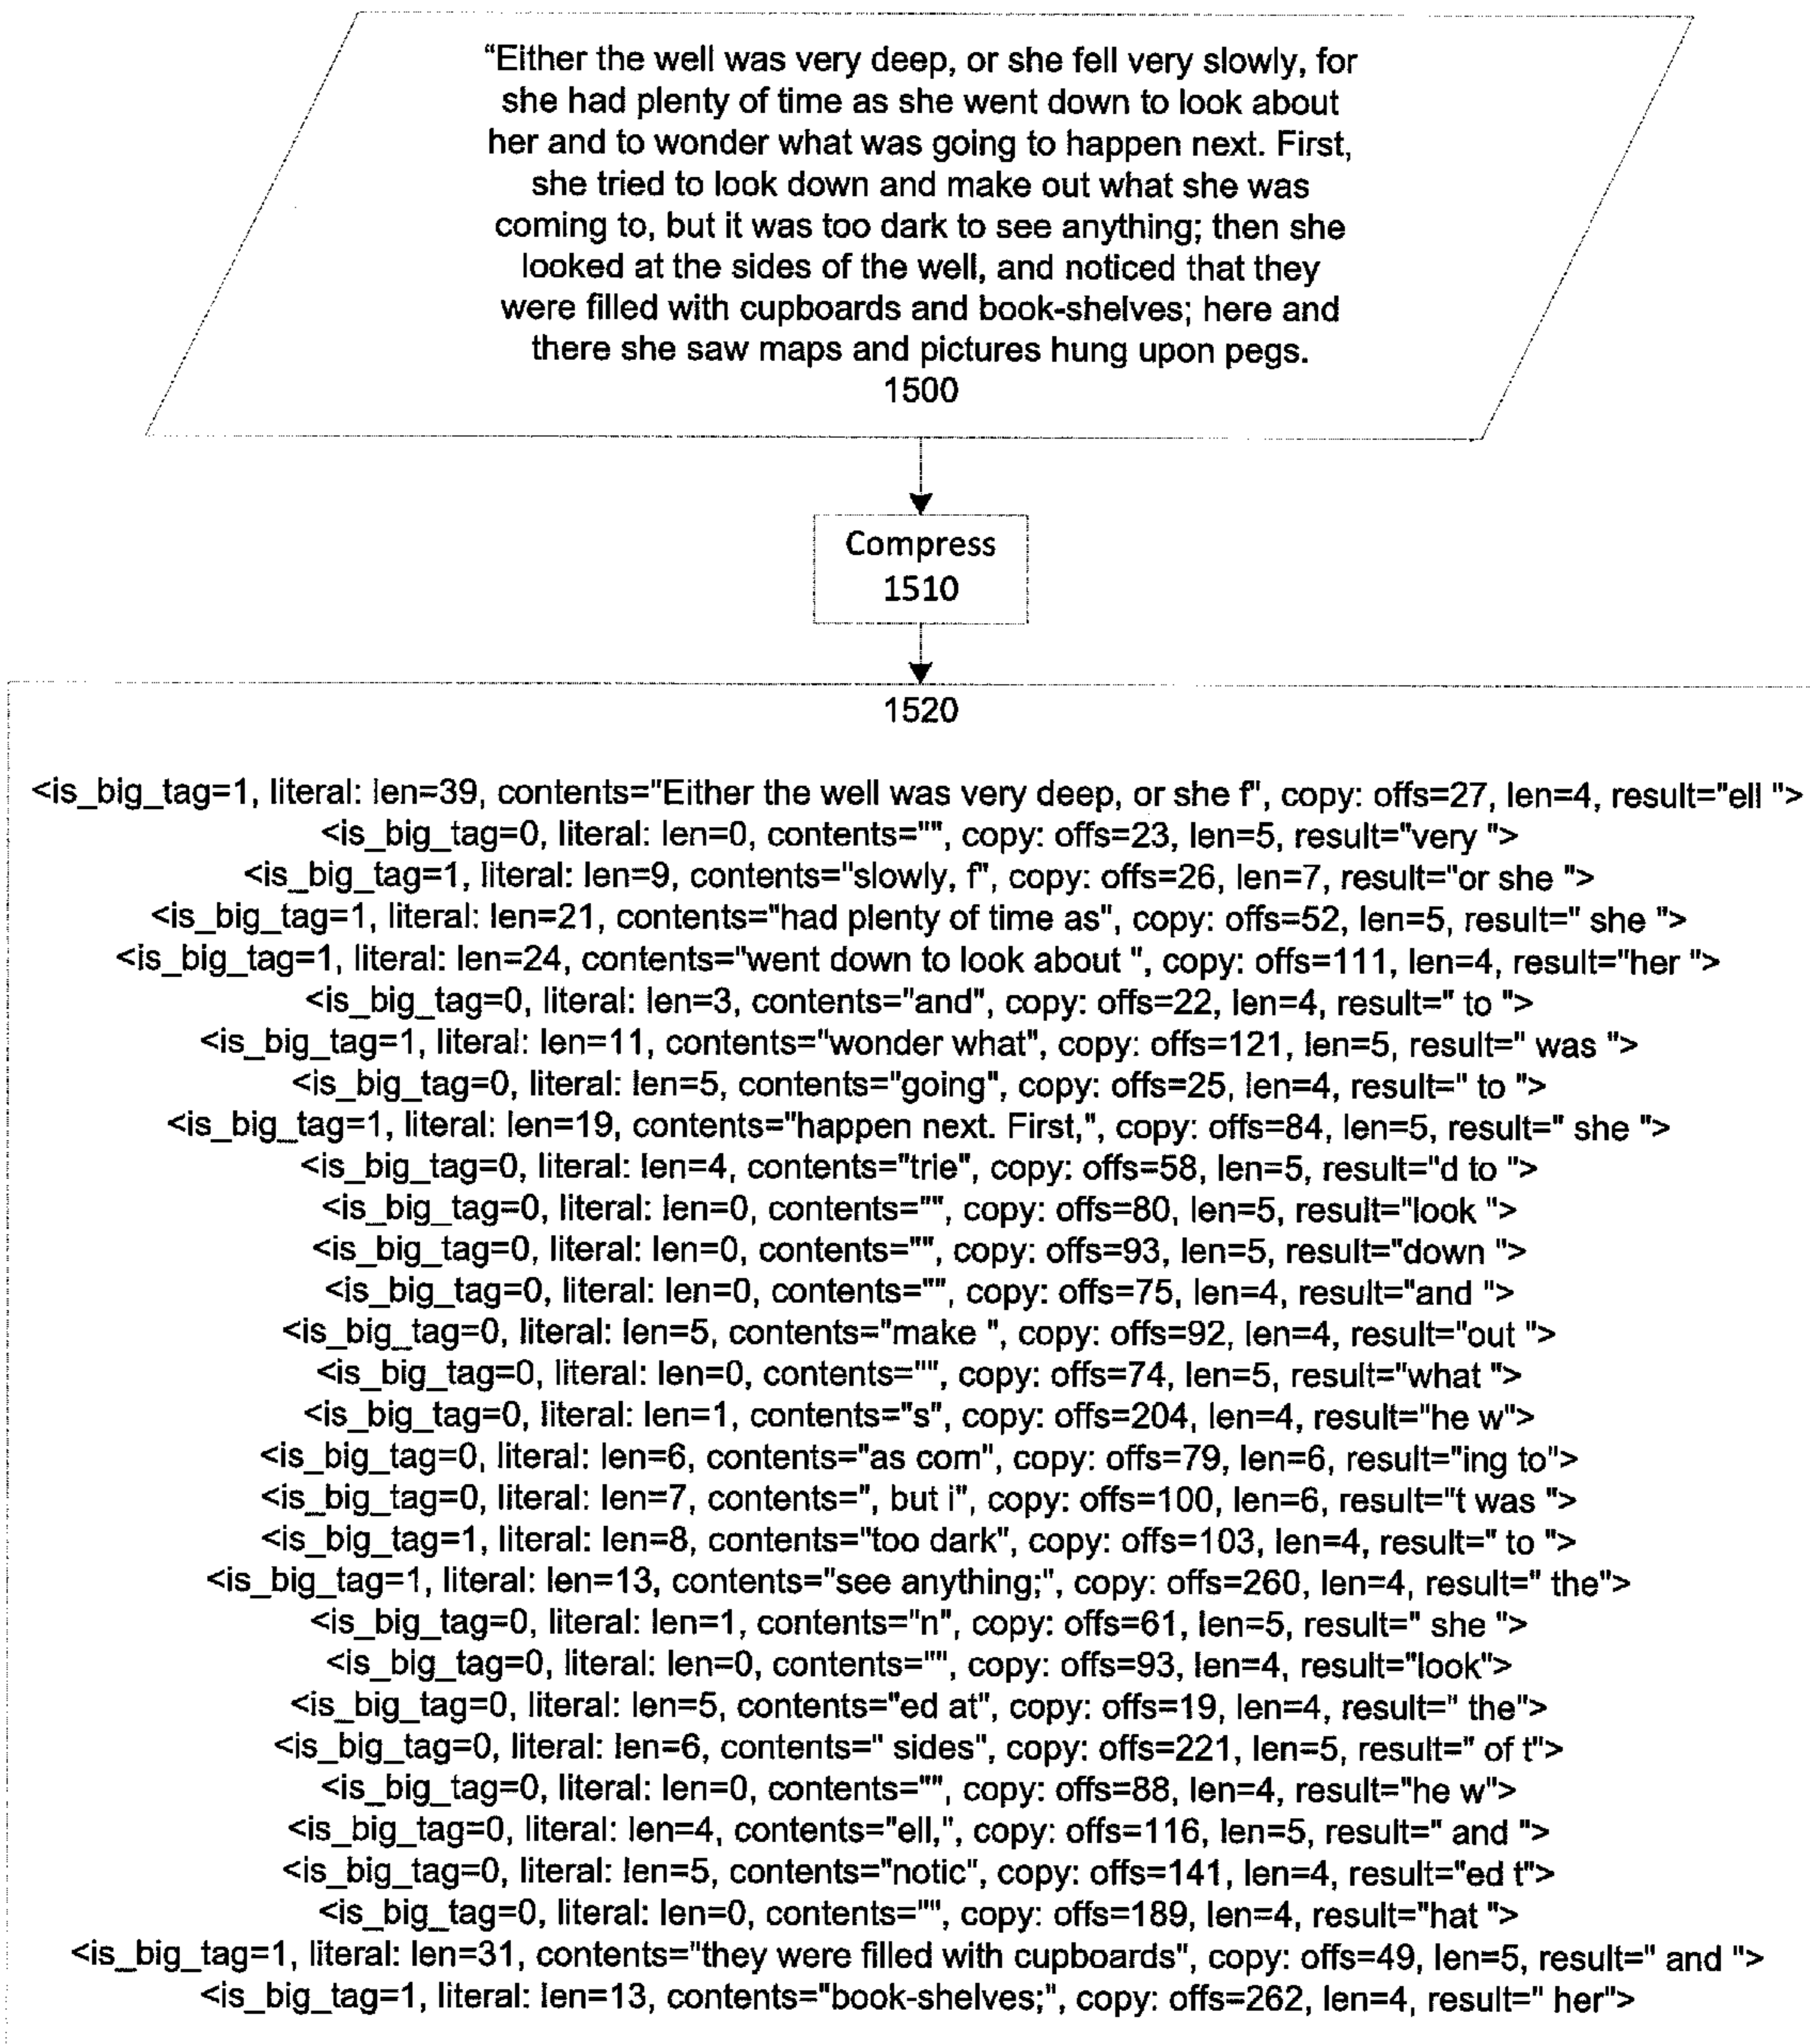 “Either the well was very deep, or she fell very slowly, for
she had plenty of time as she went down to look about
her and to wonder what was going to happen next. First,
she tried to look down and make out what she was
coming to, but it was too dark to see anything; then she
looked at the sides of the well, and noticed that they
were filled with cupboards and book-shelves; here and
there she saw maps and pictures hung upon pegs.
1500
Compress
1510
1520
<is_big_tag=1, literal: len=39, contents="Either the well was very deep, or she f", copy: offs=27, len=4, result="ell ">
<is_big_tag=0, literal: len=0, contents="", copy: offs=23, len=5, result="very ">
<is_big_tag=1, literal: len=9, contents="slowly, f", copy: offs=26, len=7, result="or she ">
<is_big_tag=1, literal: len=21, contents="had plenty of time as", copy: offs=52, len=5, result=" she ">
<is_big_tag=1, literal: len=24, contents="went down to look about ", copy: offs=111, len=4, result="her ">
<is_big_tag=0, literal: len=3, contents="and", copy: offs=22, len=4, result=" to ">
<is_big_tag=1, literal: len=11, contents="wonder what", copy: offs=121, len=5, result=" was ">
<is_big_tag=0, literal: len=5, contents="going", copy: offs=25, len=4, result=" to ">
<is_big_tag=1, literal: len=19, contents="happen next. First,", copy: offs=84, len=5, result=" she ">
<is_big_tag=0, literal: len=4, contents="trie", copy: offs=58, len=5, result="d to ">
<is_big_tag=0, literal: len=0, contents="", copy: offs=80, len=5, result="look ">
<is_big_tag=0, literal: len=0, contents="", copy: offs=93, len=5, result="down ">
<is_big_tag=0, literal: len=0, contents="", copy: offs=75, len=4, result="and ">
<is_big_tag=0, literal: len=5, contents="make ", copy: offs=92, len=4, result="out ">
<is_big_tag=0, literal: len=0, contents="", copy: offs=74, len=5, result="what ">
<is_big_tag=0, literal: len=1, contents="s", copy: offs=204, len=4, result="he w">
<is_big_tag=0, literal: len=6, contents="as com", copy: offs=79, len=6, result="ing to">
<is_big_tag=0, literal: len=7, contents=", but i", copy: offs=100, len=6, result="t was ">
<is_big_tag=1, literal: len=8, contents="too dark", copy: offs=103, len=4, result=" to ">
<is_big_tag=1, literal: len=13, contents="see anything;", copy: offs=260, len=4, result=" the">
<is_big_tag=0, literal: len=1, contents="n", copy: offs=61, len=5, result=" she ">
<is_big_tag=0, literal: len=0, contents="", copy: offs=93, len=4, result="look">
<is_big_tag=0, literal: len=5, contents="ed at", copy: offs=19, len=4, result=" the">
<is_big_tag=0, literal: len=6, contents=" sides", copy: offs=221, len=5, result=" of t">
<is_big_tag=0, literal: len=0, contents="", copy: offs=88, len=4, result="he w">
<is_big_tag=0, literal: len=4, contents="ell,", copy: offs=116, len=5, result=" and ">
<is_big_tag=0, literal: len=5, contents="notic", copy: offs=141, len=4, result="ed t">
<is_big_tag=0, literal: len=0, contents="", copy: offs=189, len=4, result="hat ">
<is_big_tag=1, literal: len=31, contents="they were filled with cupboards", copy: offs=49, len=5, result=" and ">
<is_big_tag=1, literal: len=13, contents="book-shelves;", copy: offs=262, len=4, result=" her">